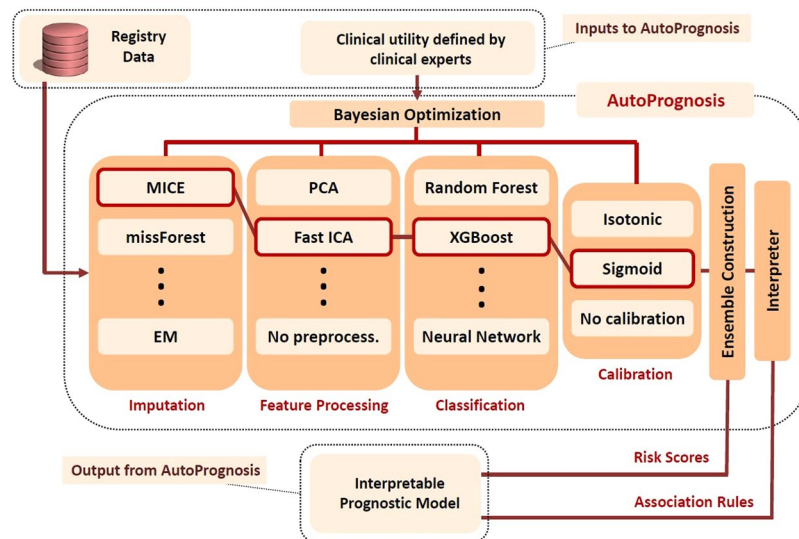 Registry
Data
Clinical utility defined by
clinical experts
Inputs to AutoPrognosis
AutoPrognosis
Bayesian Optimization
MICE
missForest
EM
Imputation
PCA
Fast ICA
No preprocess.
Feature Processing
Random Forest
XGBoost
Neural Network
Classification
Isotonic
Sigmoid
No calibration
Calibration
Ensemble Construction
Interpreter
Output from AutoPrognosis
Interpretable
Prognostic Model
Risk Scores
Association Rules